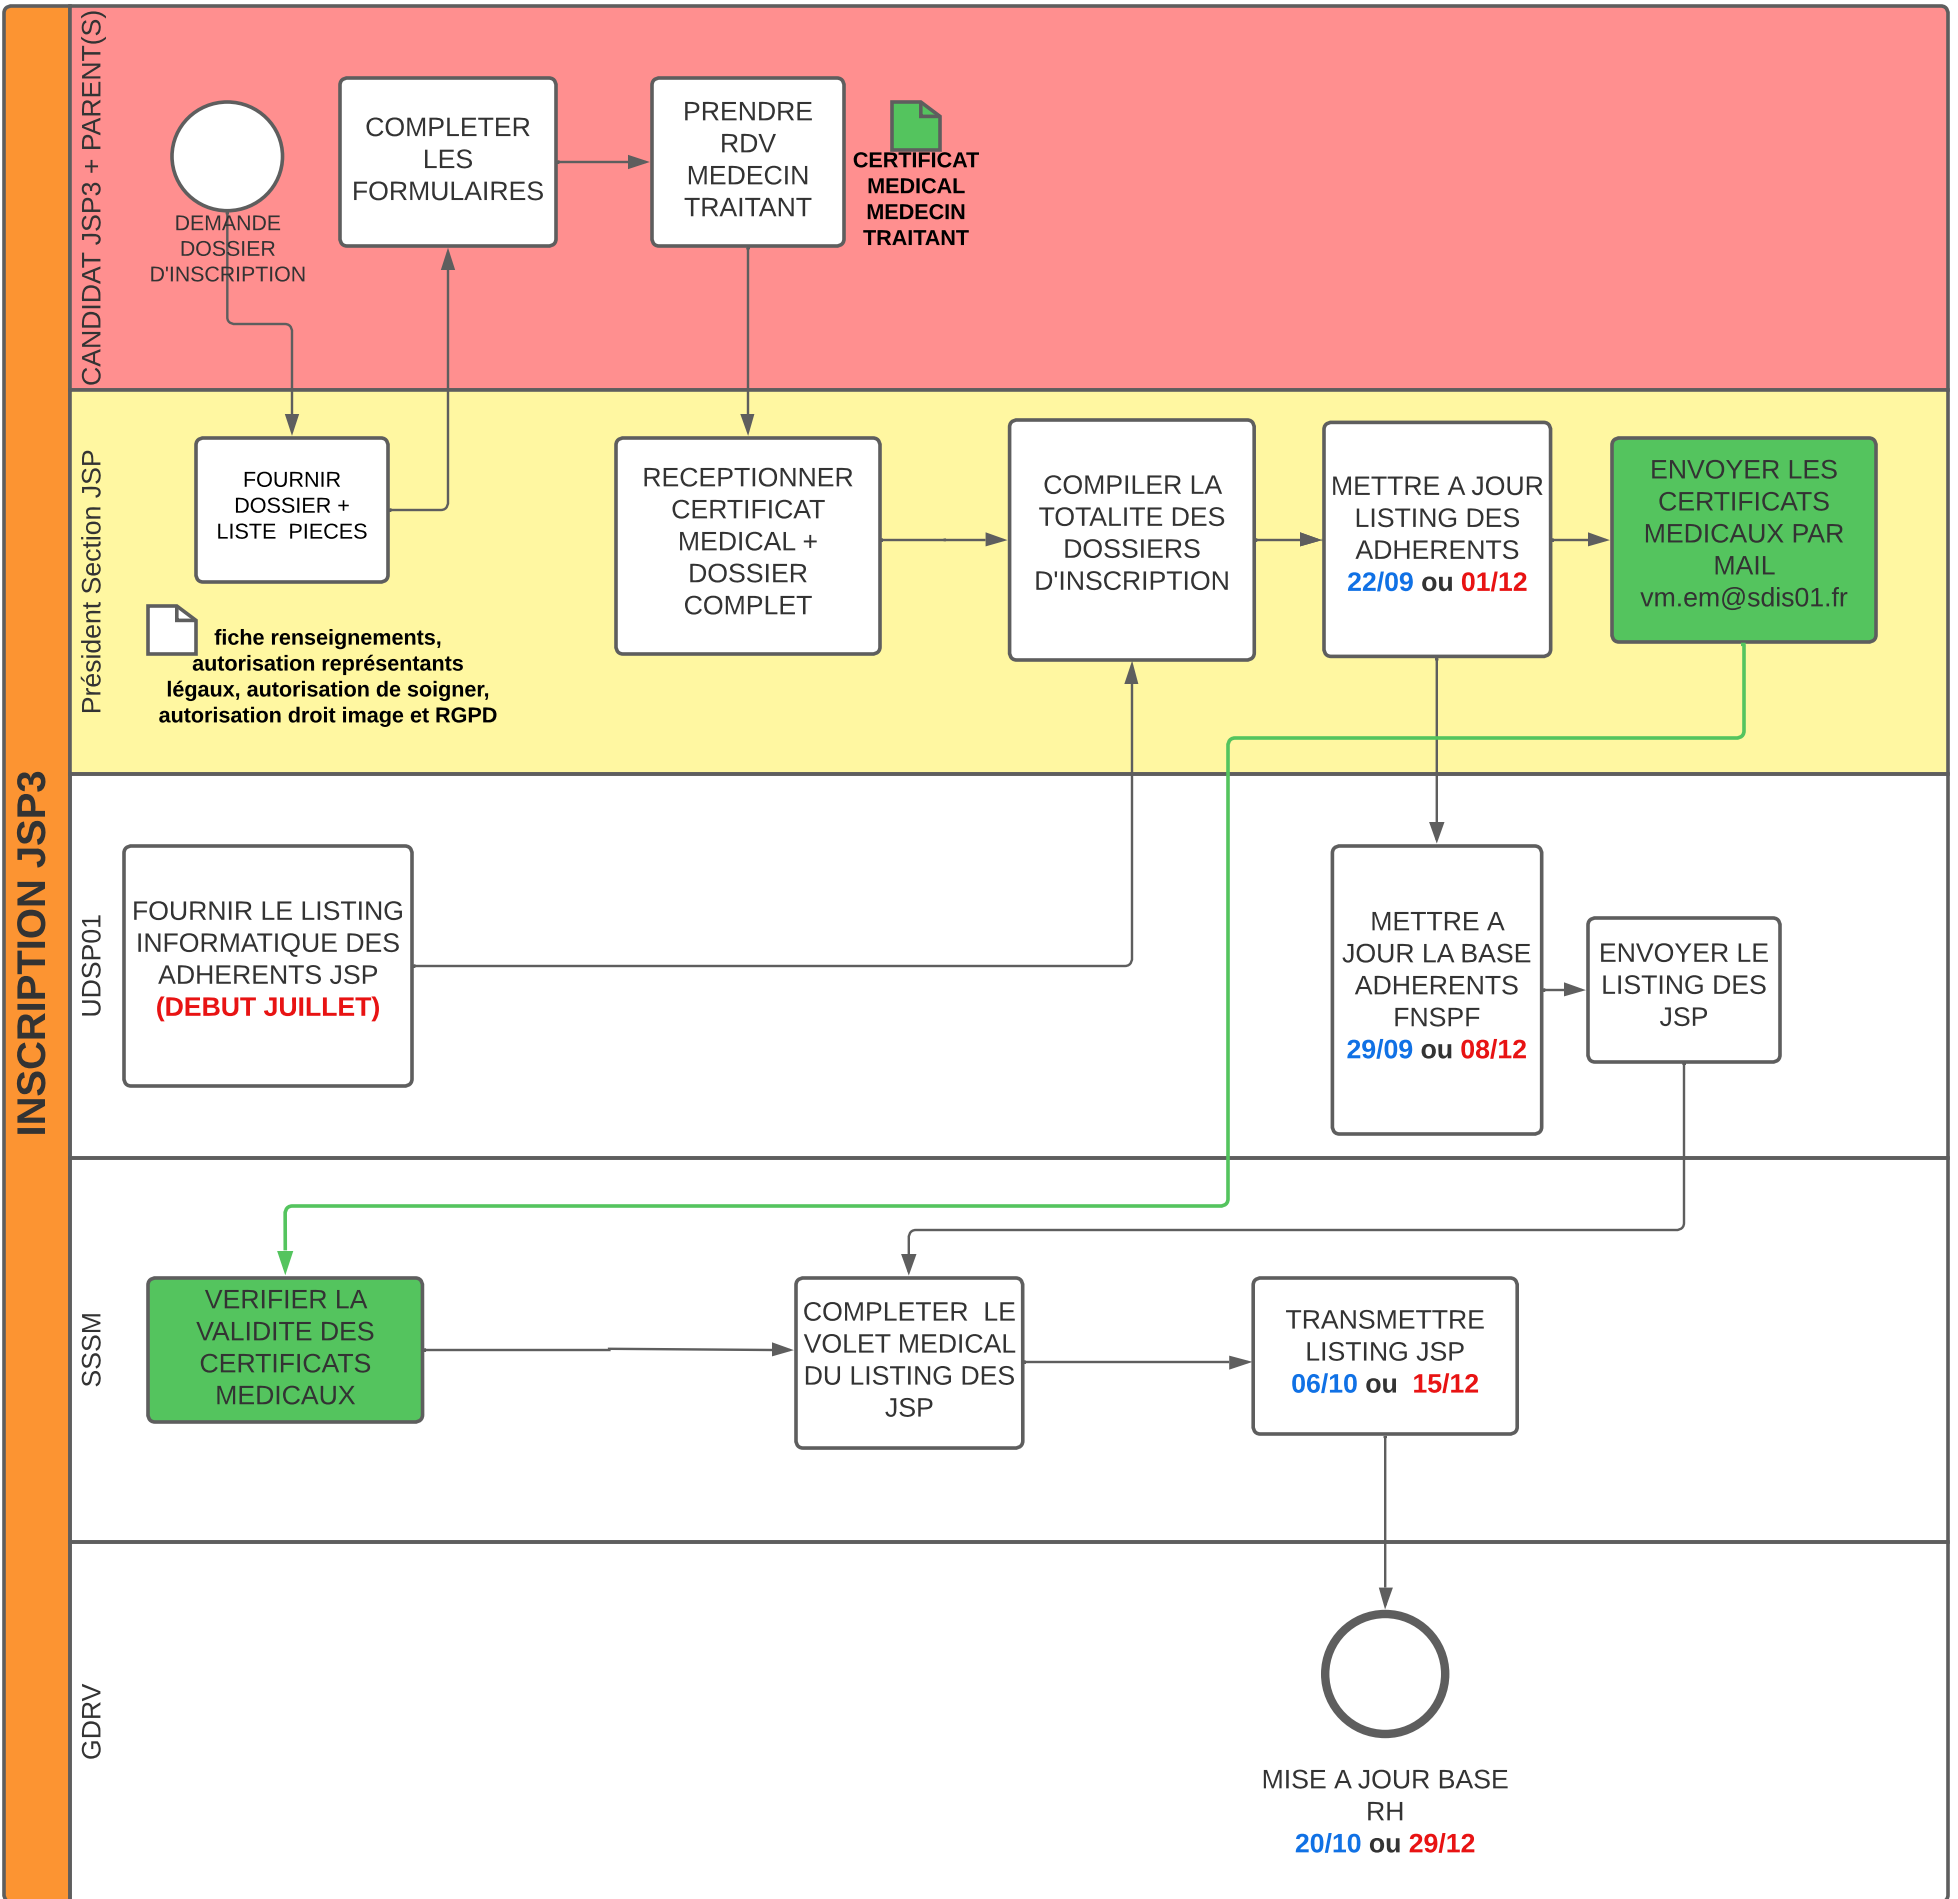 INSCRIPTION JSP3
CANDIDAT JSP3 + PARENT(S)
DEMANDE
DOSSIER
D'INSCRIPTION
COMPLETER
LES
FORMULAIRES
PRENDRE
RDV
MEDECIN
TRAITANT
CERTIFICAT
MEDICAL
MEDECIN
TRAITANT
Président Section JSP
FOURNIR
DOSSIER +
LISTE  PIECES
fiche renseignements,
autorisation représentants
légaux, autorisation de soigner,
autorisation droit image et RGPD
RECEPTIONNER
CERTIFICAT
MEDICAL +
DOSSIER
COMPLET
COMPILER LA
TOTALITE DES
DOSSIERS
D'INSCRIPTION
METTRE A JOUR
LISTING DES
ADHERENTS
22/09 ou 01/12
ENVOYER LES
CERTIFICATS
MEDICAUX PAR
MAIL
vm.em@sdis01.fr
UDSP01
FOURNIR LE LISTING
INFORMATIQUE DES
ADHERENTS JSP
(DEBUT JUILLET)
METTRE A
JOUR LA BASE
ADHERENTS
FNSPF
29/09 ou 08/12
ENVOYER LE
LISTING DES
JSP
SSSM
VERIFIER LA
VALIDITE DES
CERTIFICATS
MEDICAUX
COMPLETER  LE
VOLET MEDICAL
DU LISTING DES
JSP
TRANSMETTRE
LISTING JSP
06/10 ou  15/12
GDRV
MISE A JOUR BASE
RH
20/10 ou 29/12